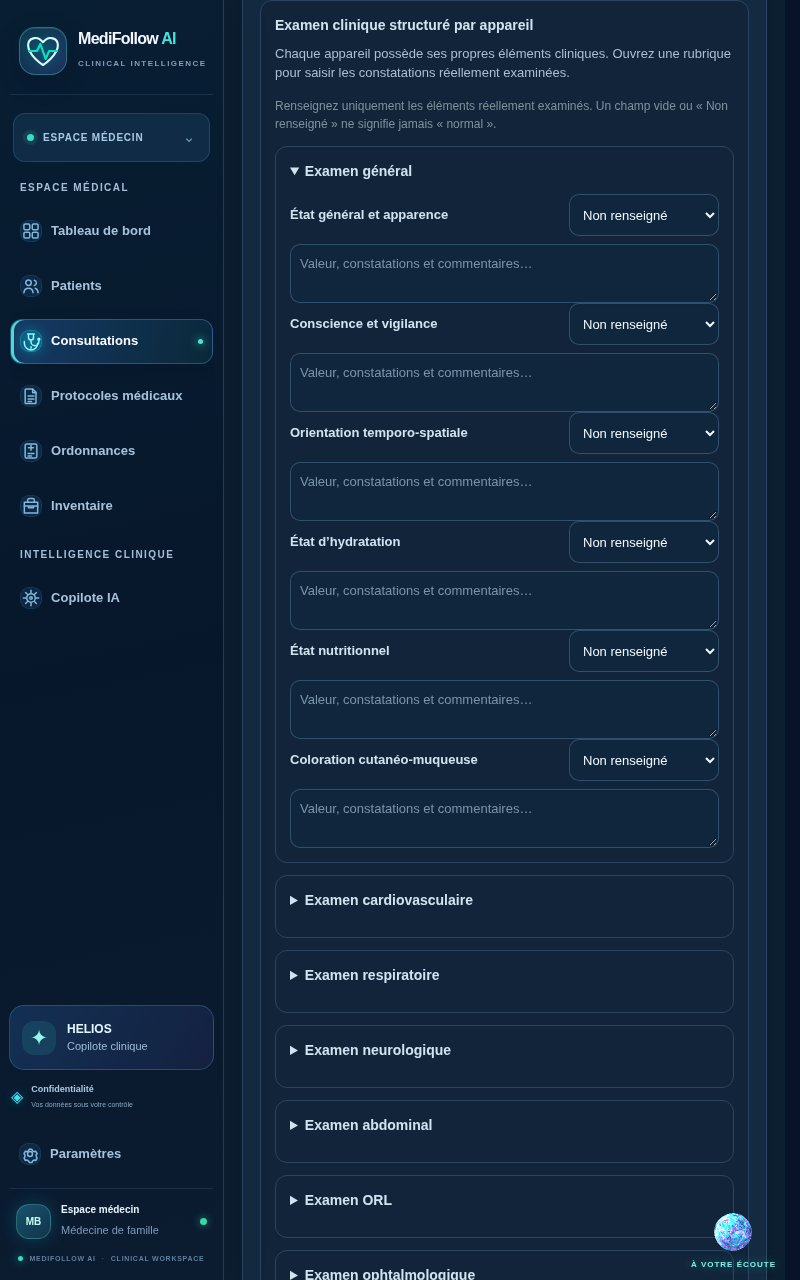 MediFollow AI
CLINICAL INTELLIGENCE
ESPACE MÉDECIN
ESPACE MÉDICAL
Tableau de bord
Patients
Consultations
Protocoles médicaux
Ordonnances
Inventaire
INTELLIGENCE CLINIQUE
Copilote IA
HELIOS
Copilote clinique
Confidentialité
Vos données sous votre contrôle
Paramètres
MB
Espace médecin
Médecine de famille
MEDIFOLLOW AI · CLINICAL WORKSPACE
Examen clinique structuré par appareil
Chaque appareil possède ses propres éléments cliniques. Ouvrez une rubrique
pour saisir les constatations réellement examinées.
Renseignez uniquement les éléments réellement examinés. Un champ vide ou « Non
renseigné » ne signifie jamais « normal ».
Examen général
État général et apparence
Non renseigné
Valeur, constatations et commentaires…
Conscience et vigilance
Non renseigné
Valeur, constatations et commentaires…
Orientation temporo-spatiale
Non renseigné
Valeur, constatations et commentaires…
État d’hydratation
Non renseigné
Valeur, constatations et commentaires…
État nutritionnel
Non renseigné
Valeur, constatations et commentaires…
Coloration cutanéo-muqueuse
Non renseigné
Valeur, constatations et commentaires…
Examen cardiovasculaire
Examen respiratoire
Examen neurologique
Examen abdominal
Examen ORL
Examen ophtalmologique
À VOTRE ÉCOUTE